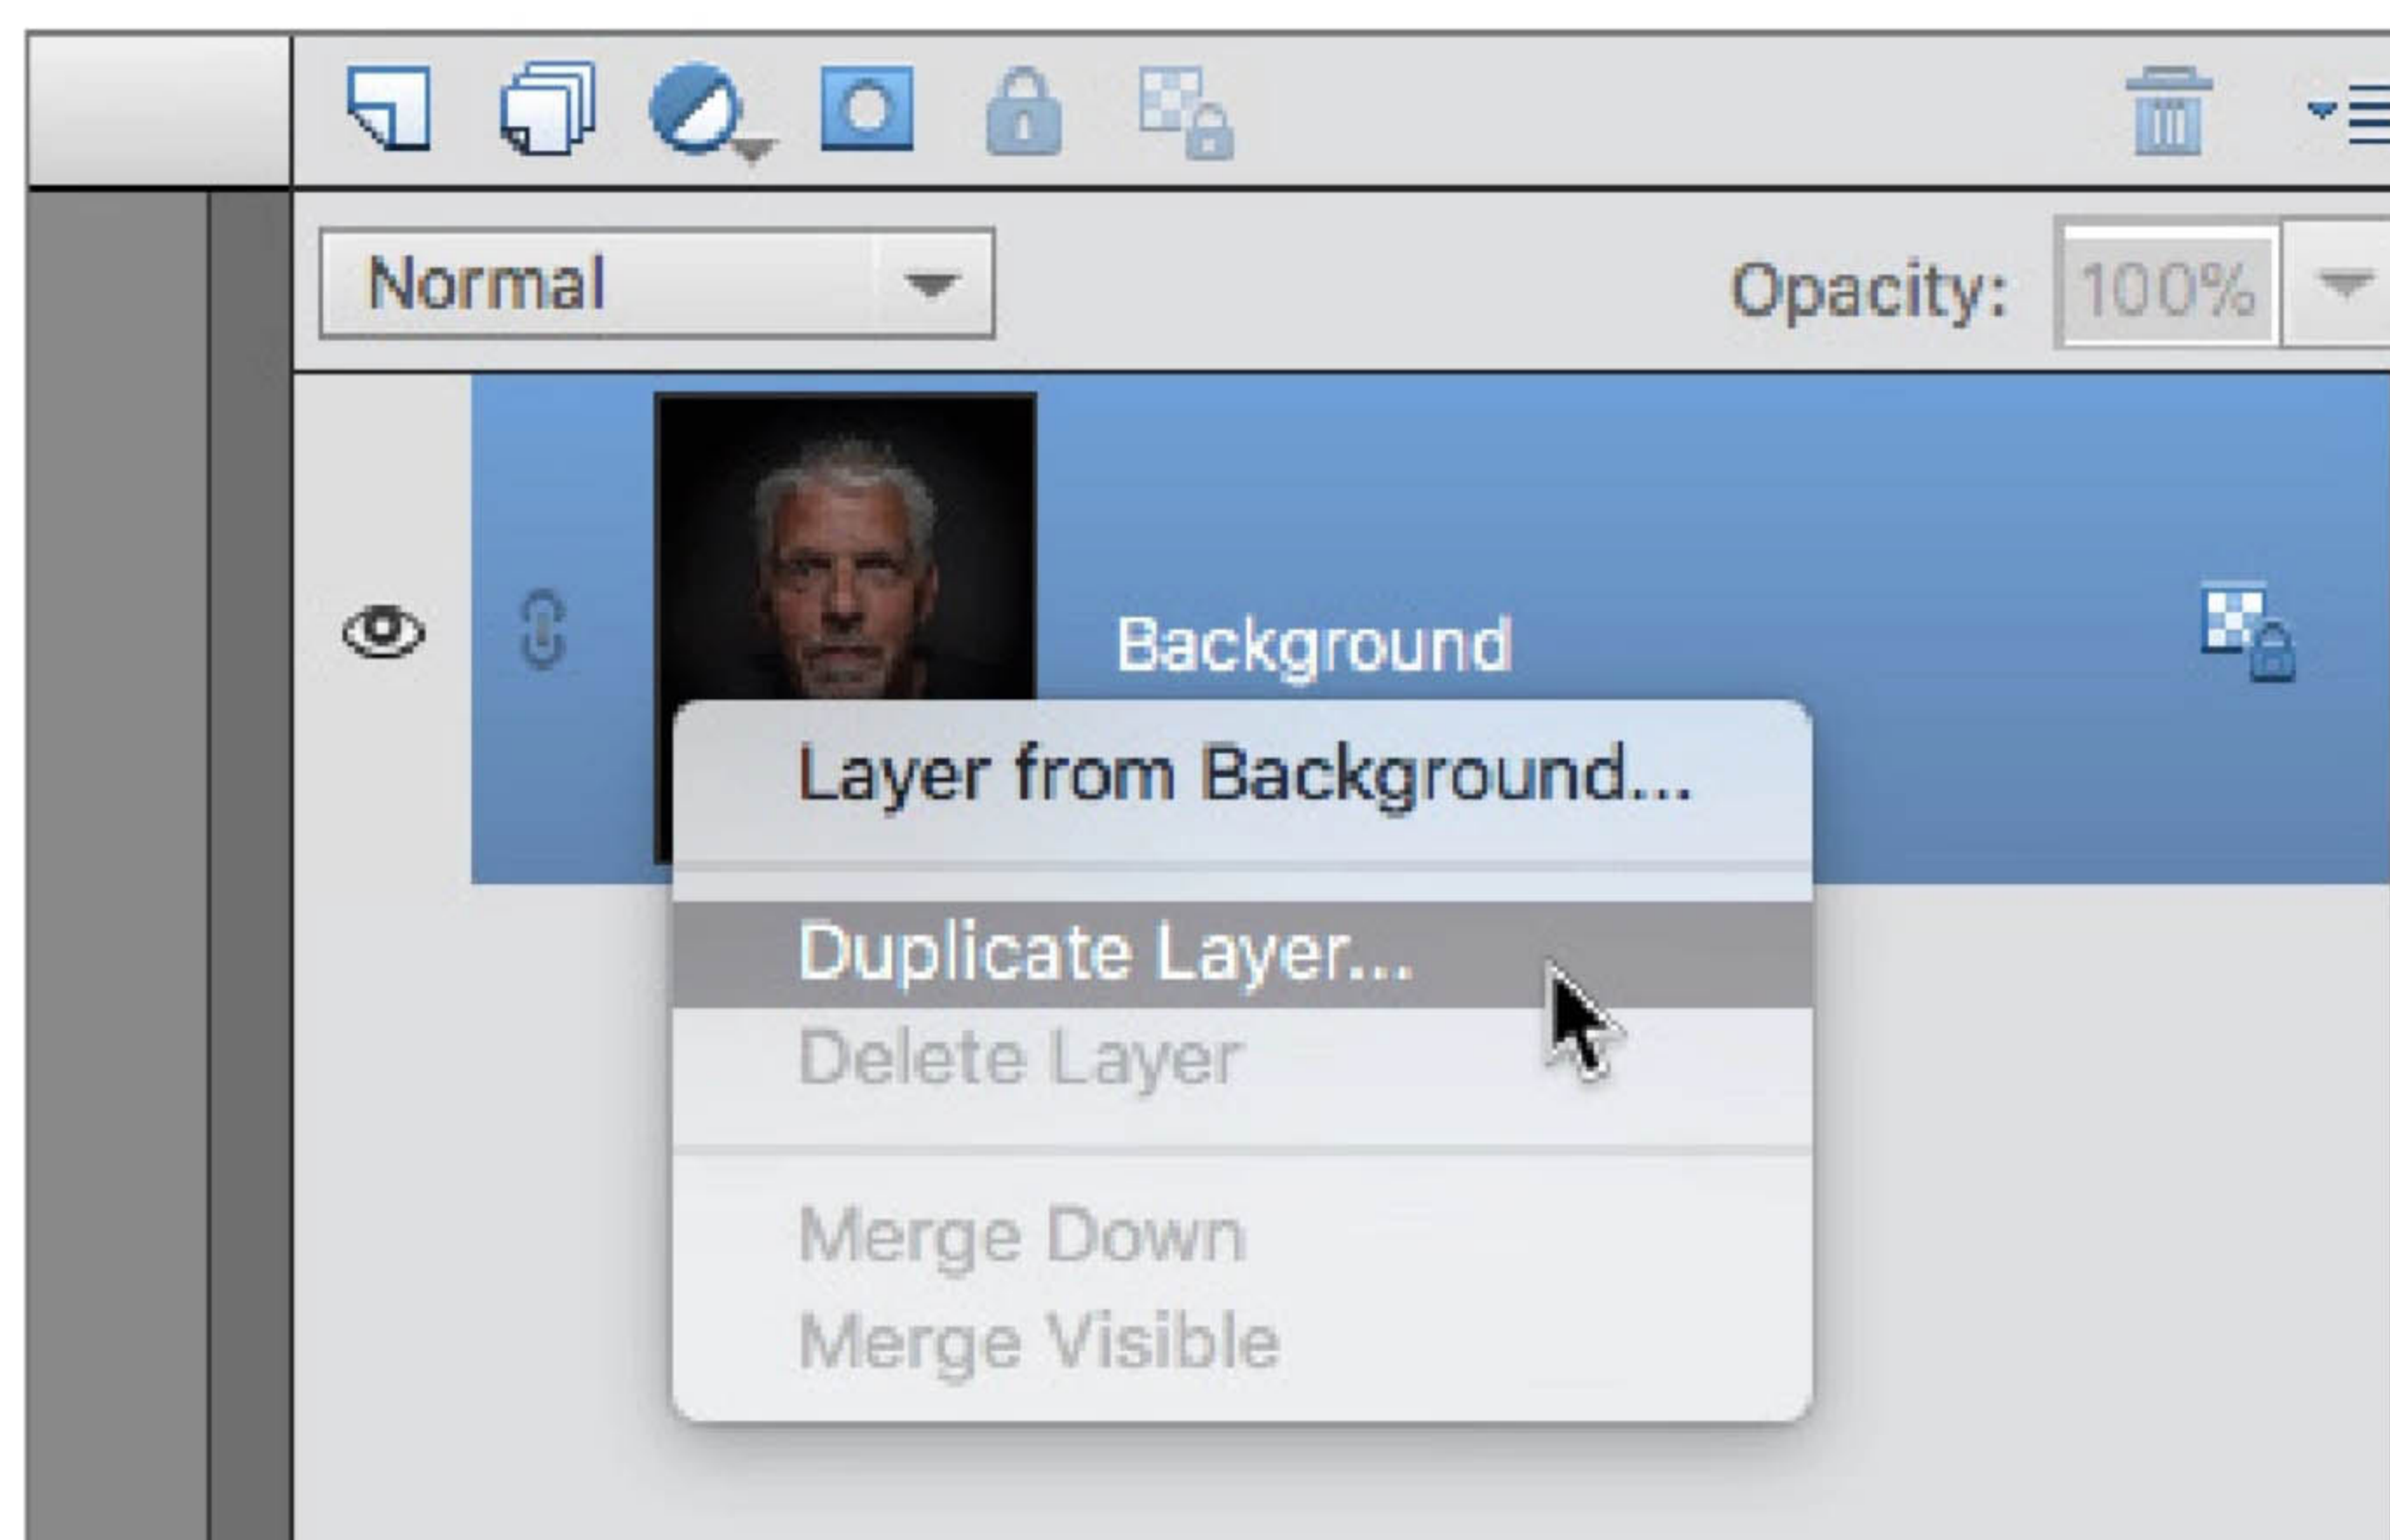 Normal
Opacity: 100%
Background
Layer from Background...
Duplicate Layer...
Delete Layer
Merge Down
Merge Visible